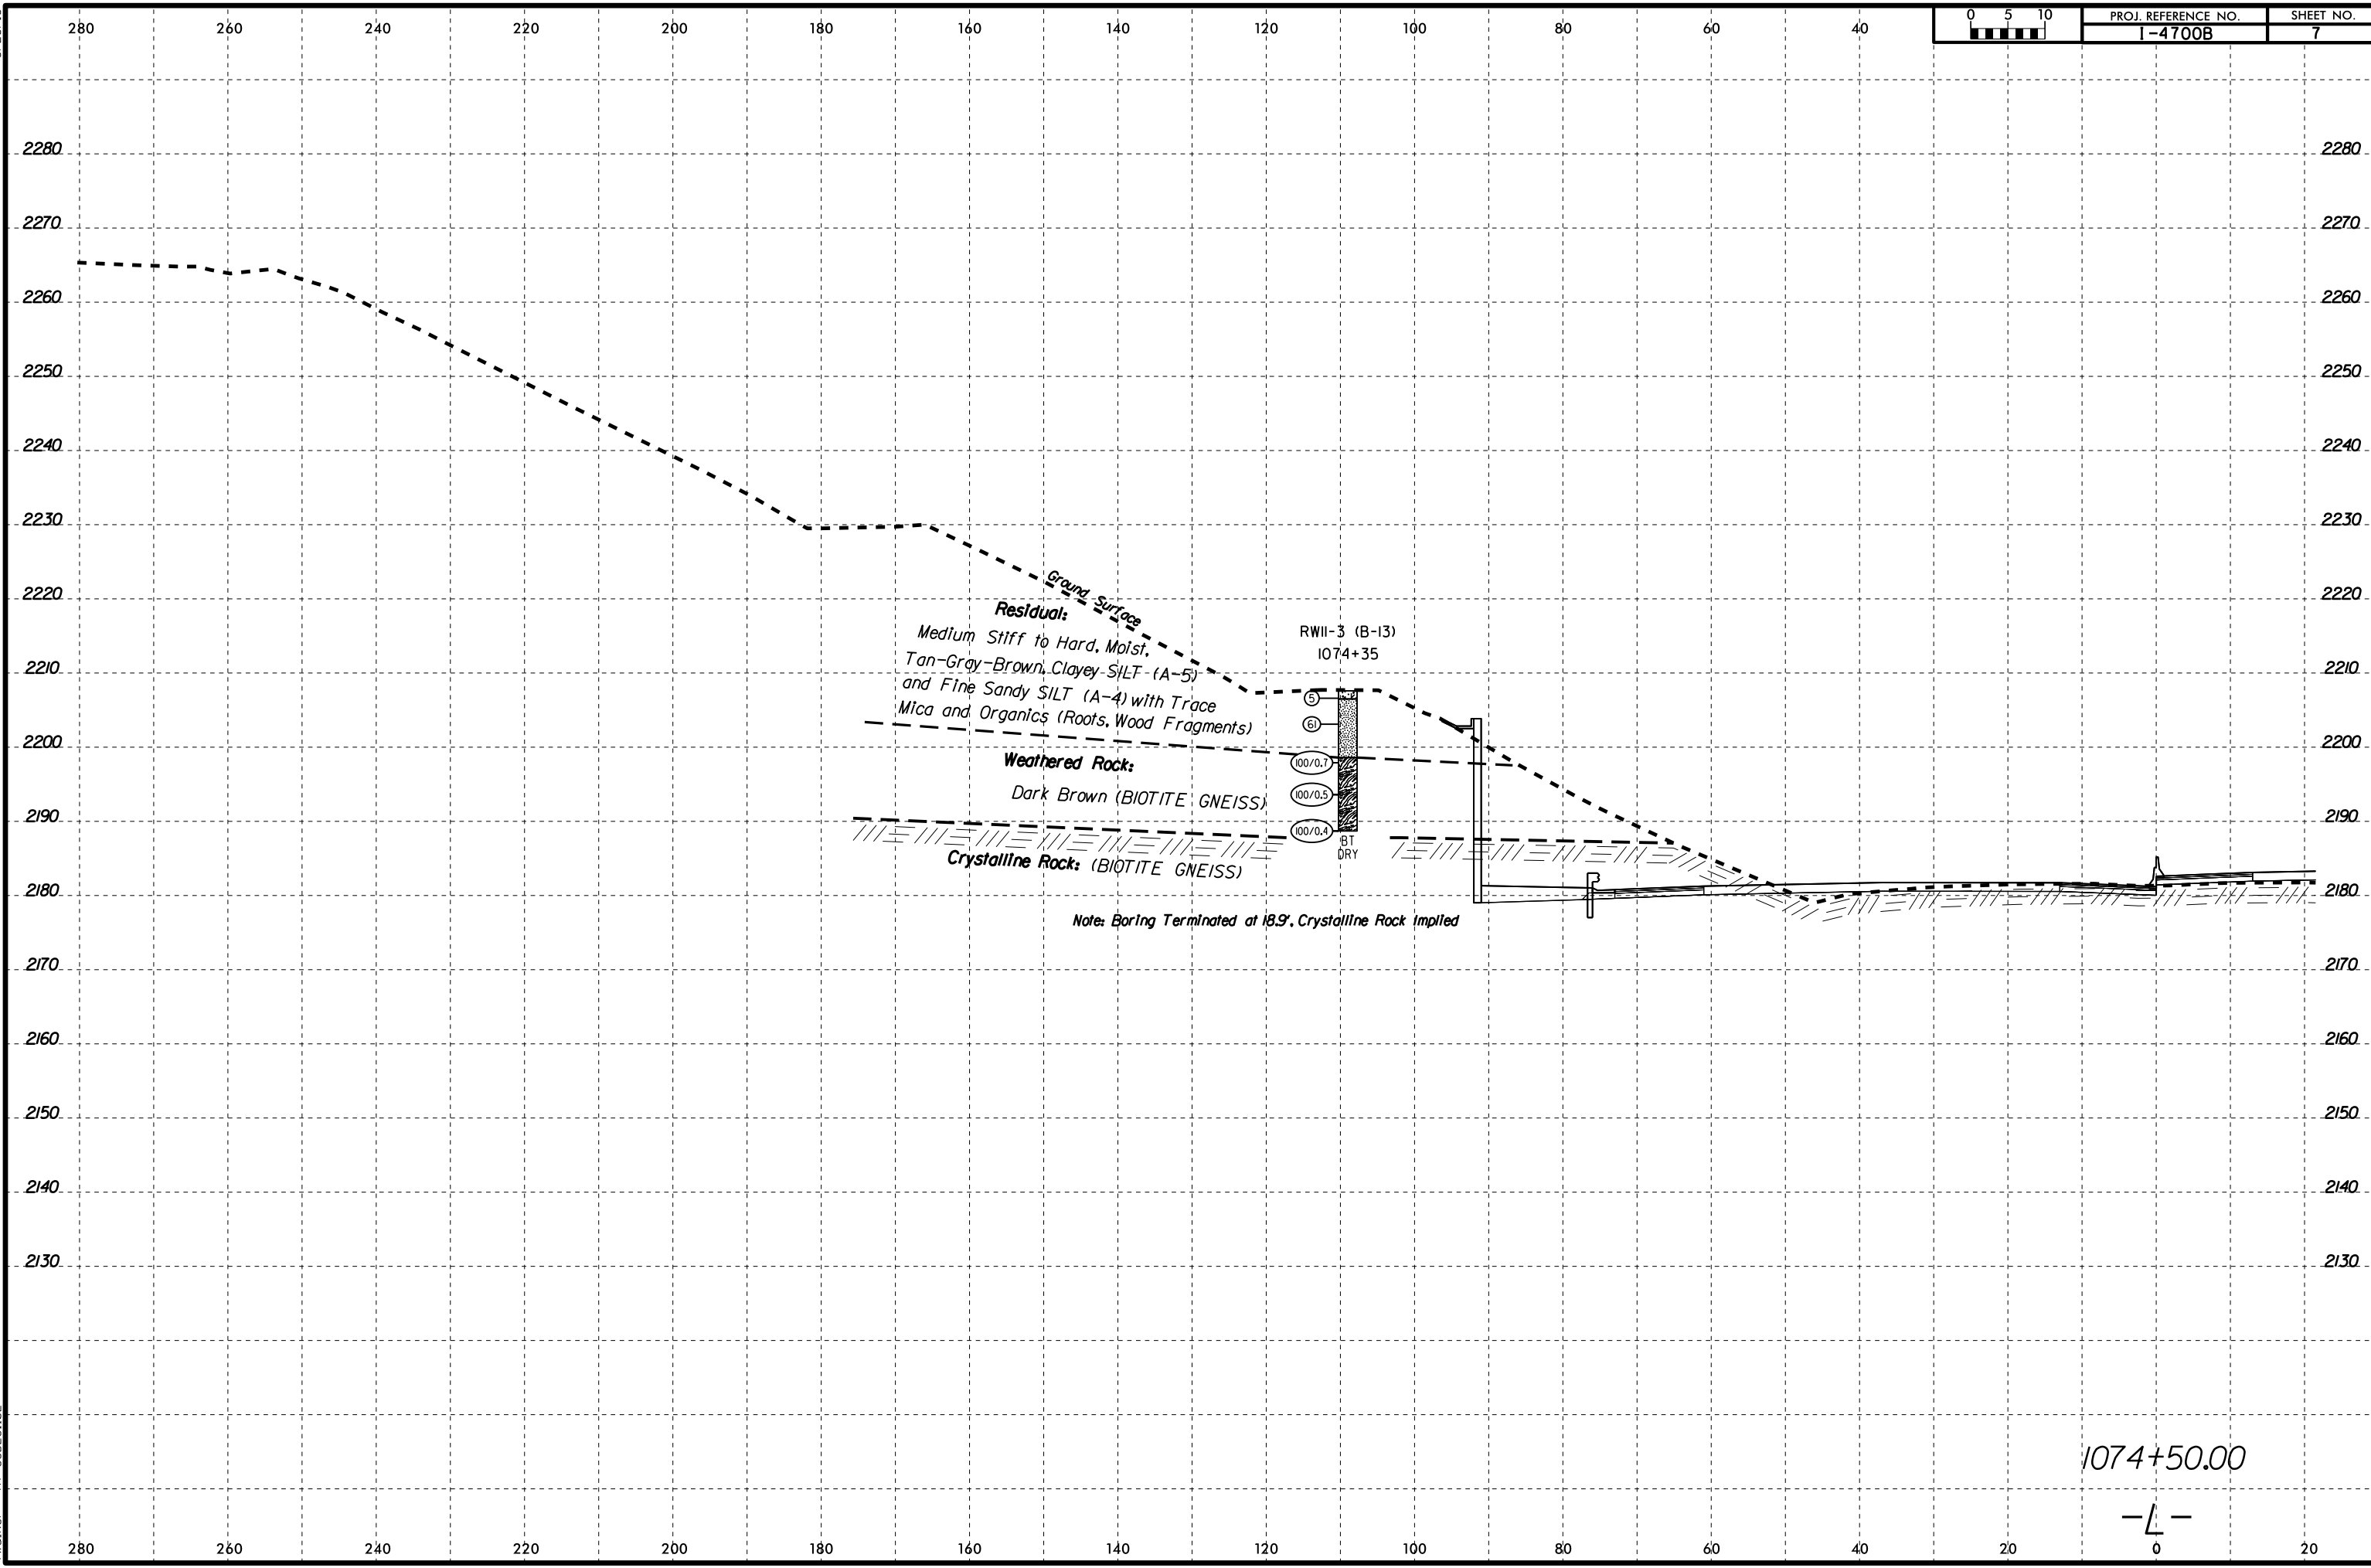 280 260 240 220 200 180 160 140 120 100 80 60 40
0 5 10
PROJ. REFERENCE NO. SHEET NO.
I-4700B 7
2280 2280
2270 2270
2260 2260
2250 2250
2240 2240
2230 2230
2220 2220
2210 2210
2200 2200
2190 2190
2180 2180
2170 2170
2160 2160
2150 2150
2140 2140
2130 2130
Ground Surface
Residual:
Medium Stiff to Hard, Moist,
Tan-Gray-Brown, Clayey SILT (A-5)
and Fine Sandy SILT (A-4) with Trace
Mica and Organics (Roots, Wood Fragments)
Weathered Rock:
Dark Brown (BIOTITE GNEISS)
Crystalline Rock: (BIOTITE GNEISS)
RW11-3 (B-13)
1074+35
5
61
100/0.7
100/0.5
100/0.4
BT
DRY
Note: Boring Terminated at 18.9', Crystalline Rock Implied
1074+50.00
-L-
280 260 240 220 200 180 160 140 120 100 80 60 40 20 0 20